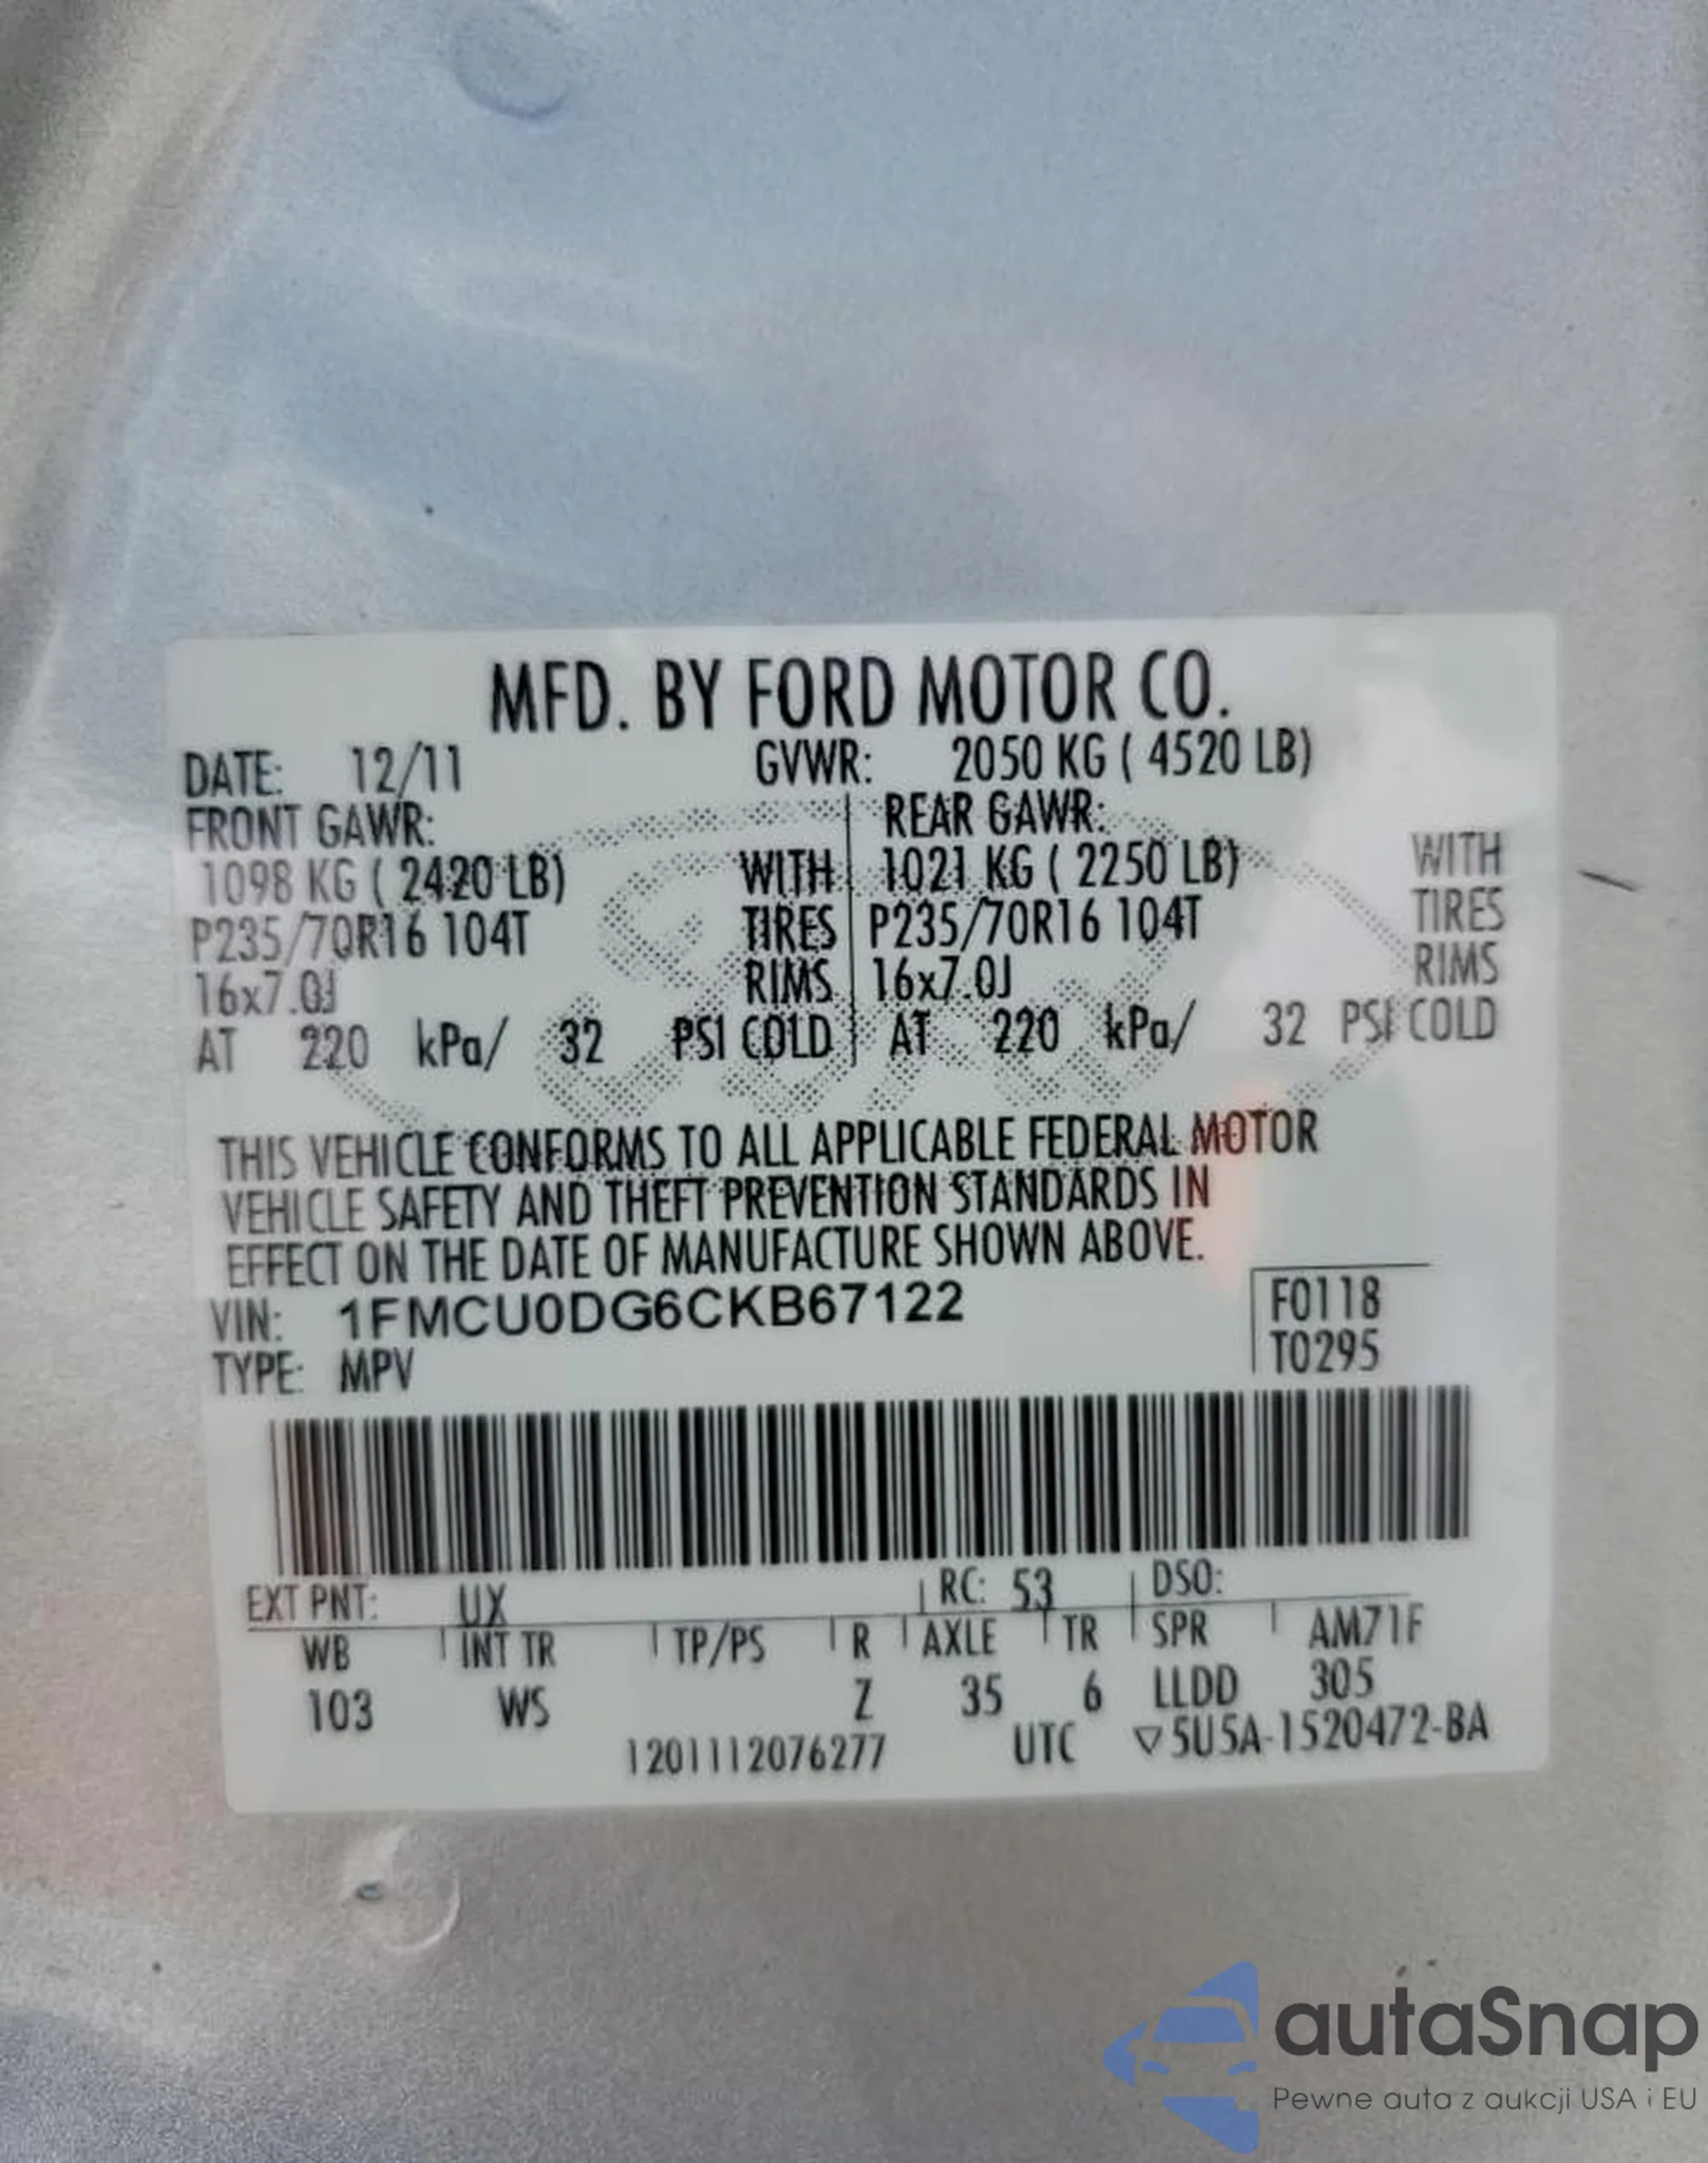 MFD. BY FORD MOTOR CO.
DATE: 12/11 GVWR: 2050 KG ( 4520 LB)
FRONT GAWR: REAR GAWR:
1098 KG ( 2420 LB) WITH 1021 KG ( 2250 LB) WITH
P235/70R16 104T TIRES P235/70R16 104T TIRES
16x7.0J RIMS 16x7.0J RIMS
AT 220 kPa/ 32 PSI COLD AT 220 kPa/ 32 PSI COLD
THIS VEHICLE CONFORMS TO ALL APPLICABLE FEDERAL MOTOR
VEHICLE SAFETY AND THEFT PREVENTION STANDARDS IN
EFFECT ON THE DATE OF MANUFACTURE SHOWN ABOVE.
VIN: 1FMCU0DG6CKB67122 F0118
TYPE: MPV T0295
EXT PNT: UX RC: 53 DSO:
WB INT TR TP/PS R AXLE TR SPR AM71F
103 WS Z 35 6 LLDD 305
1201112076277 UTC ▽5U5A-1520472-BA
autaSnap
Pewne auta z aukcji USA i EU